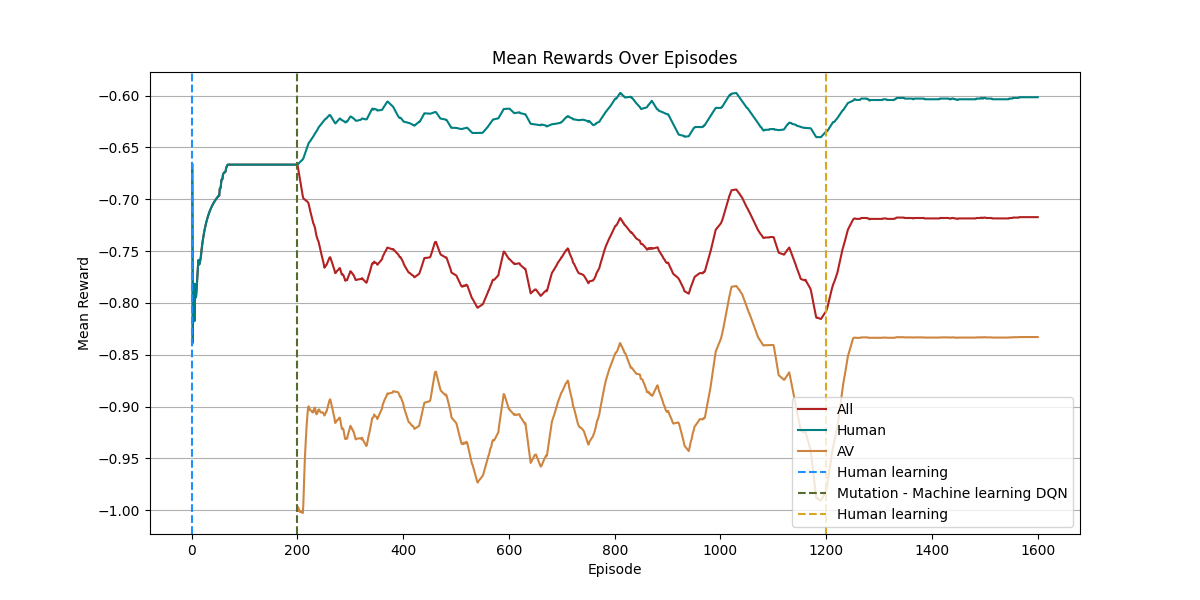 Mean Rewards Over Episodes
Mean Reward
−0.60
−0.65
−0.70
−0.75
−0.80
−0.85
−0.90
−0.95
−1.00
All
Human
AV
Human learning
Mutation - Machine learning DQN
Human learning
0
200
400
600
800
1000
1200
1400
1600
Episode